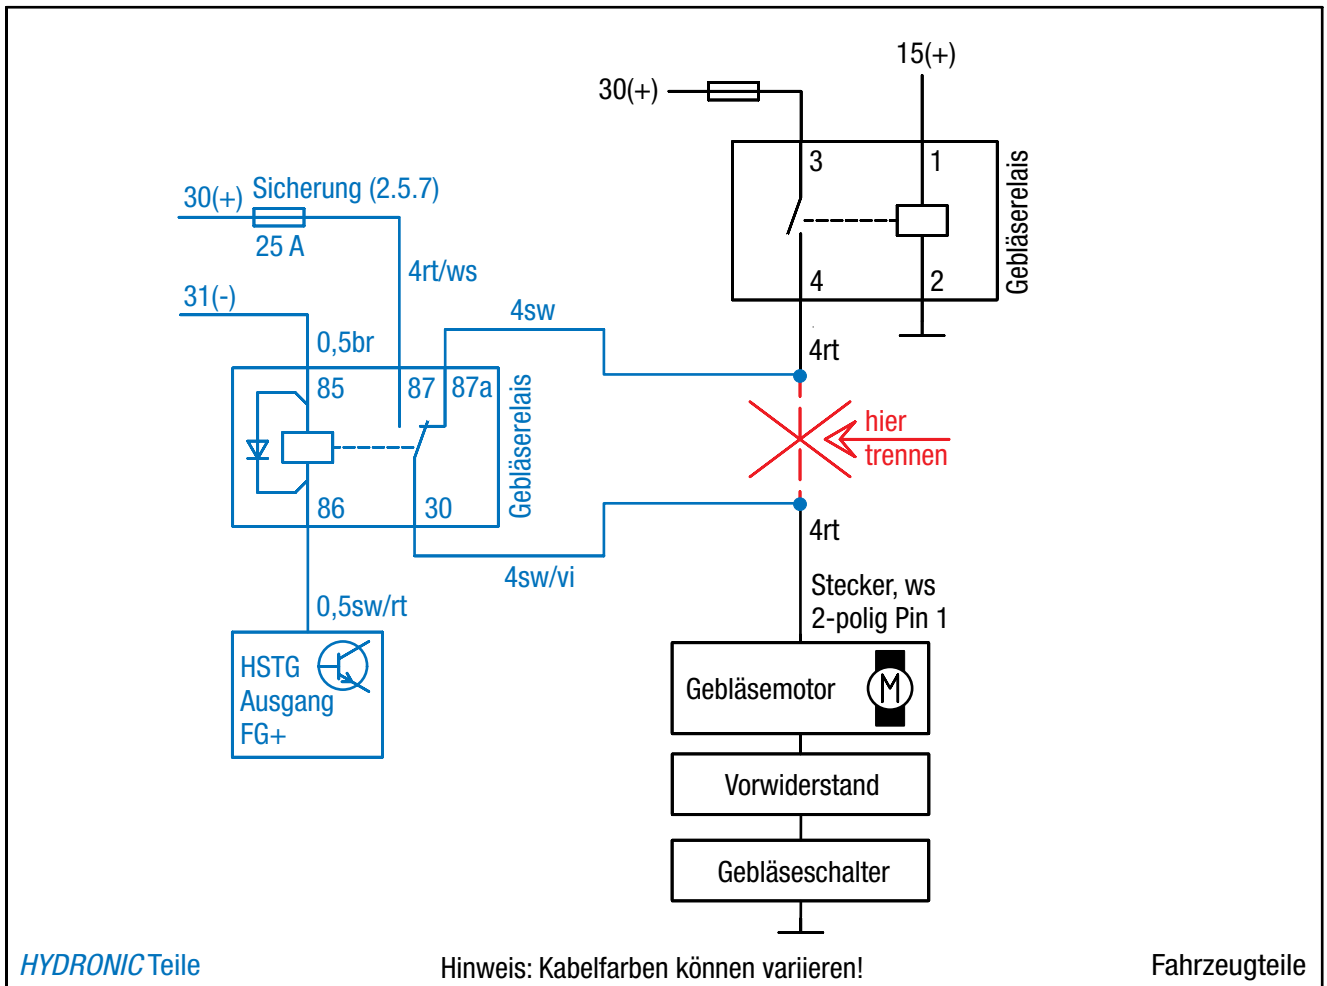 15(+)
30(+)
3
1
Gebläserelais
4
2
30(+)
Sicherung (2.5.7)
25 A
4rt/ws
31(-)
4sw
0,5br
4rt
85
87
87a
Gebläserelais
hier
trennen
86
30
4rt
4sw/vi
Stecker, ws
2-polig Pin 1
0,5sw/rt
HSTG
Ausgang
FG+
Gebläsemotor
M
Vorwiderstand
Gebläseschalter
HYDRONIC Teile
Hinweis: Kabelfarben können variieren!
Fahrzeugteile